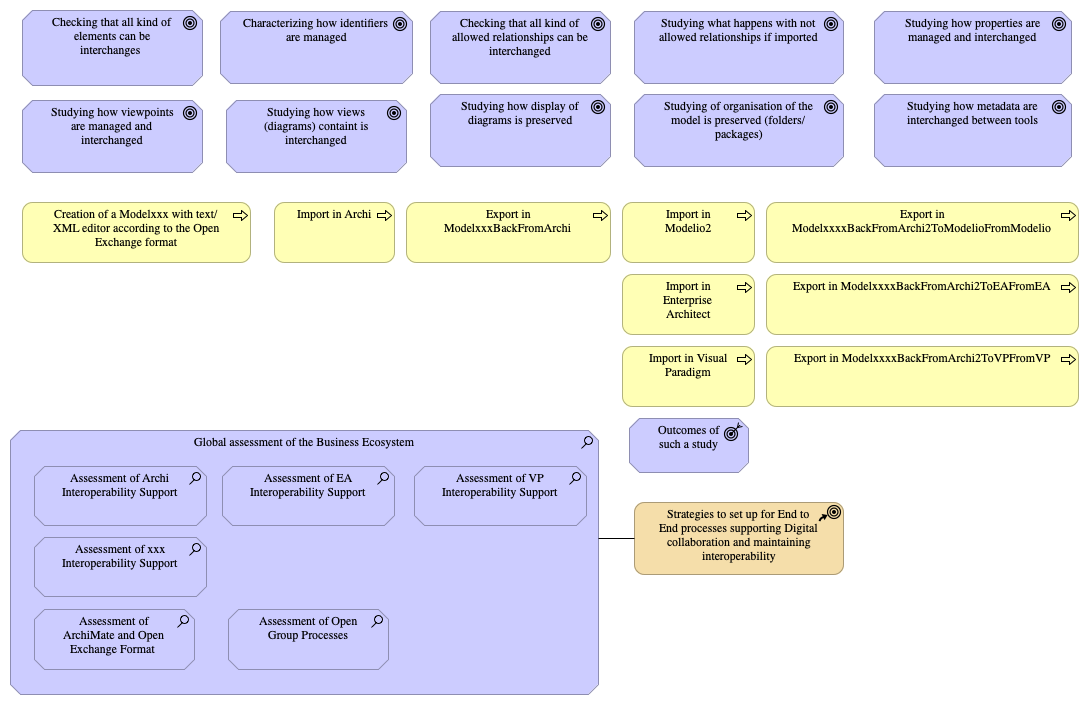 Checking that all kind of
elements can be
interchanges
Characterizing how identifiers
are managed
Checking that all kind of
allowed relationships can be
interchanged
Studying what happens with not
allowed relationships if imported
Studying how properties are
managed and interchanged
Studying how viewpoints
are managed and
interchanged
Studying how views
(diagrams) containt is
interchanged
Studying how display of
diagrams is preserved
Studying of organisation of the
model is preserved (folders/
packages)
Studying how metadata are
interchanged between tools
Creation of a Modelxxx with text/
XML editor according to the Open
Exchange format
Import in Archi
Export in
ModelxxxBackFromArchi
Import in
Modelio2
Export in
ModelxxxxBackFromArchi2ToModelioFromModelio
Import in
Enterprise
Architect
Export in ModelxxxxBackFromArchi2ToEAFromEA
Import in Visual
Paradigm
Export in ModelxxxxBackFromArchi2ToVPFromVP
Outcomes of
such a study
Global assessment of the Business Ecosystem
Assessment of Archi
Interoperability Support
Assessment of EA
Interoperability Support
Assessment of VP
Interoperability Support
Strategies to set up for End to
End processes supporting Digital
collaboration and maintaining
interoperability
Assessment of xxx
Interoperability Support
Assessment of
ArchiMate and Open
Exchange Format
Assessment of Open
Group Processes